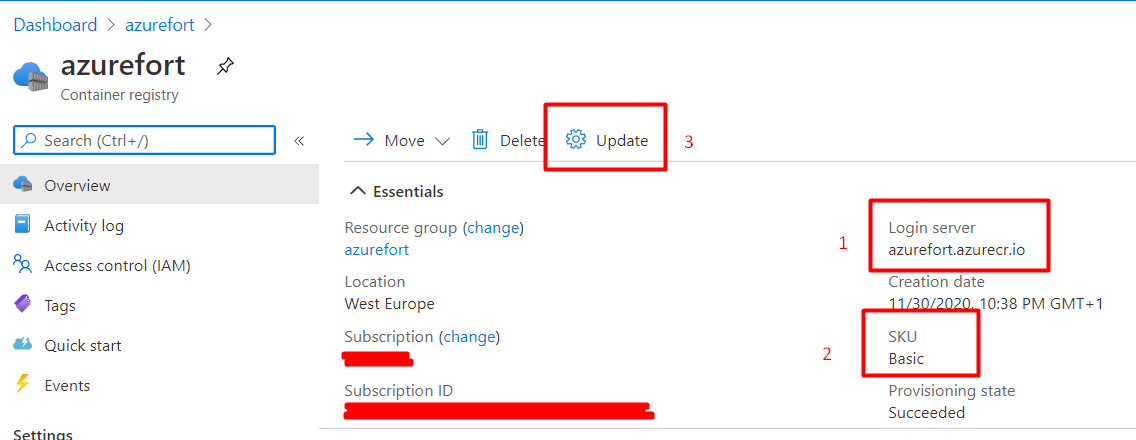 Dashboard > azurefort >
azurefort
Container registry
Search (Ctrl+/)
«
Move
Delete
Update
3
Overview
Activity log
Access control (IAM)
Tags
Quick start
Events
Settings
Essentials
Resource group (change)
azurefort
Location
West Europe
Subscription (change)
Subscription ID
1
Login server
azurefort.azurecr.io
Creation date
11/30/2020, 10:38 PM GMT+1
2
SKU
Basic
Provisioning state
Succeeded